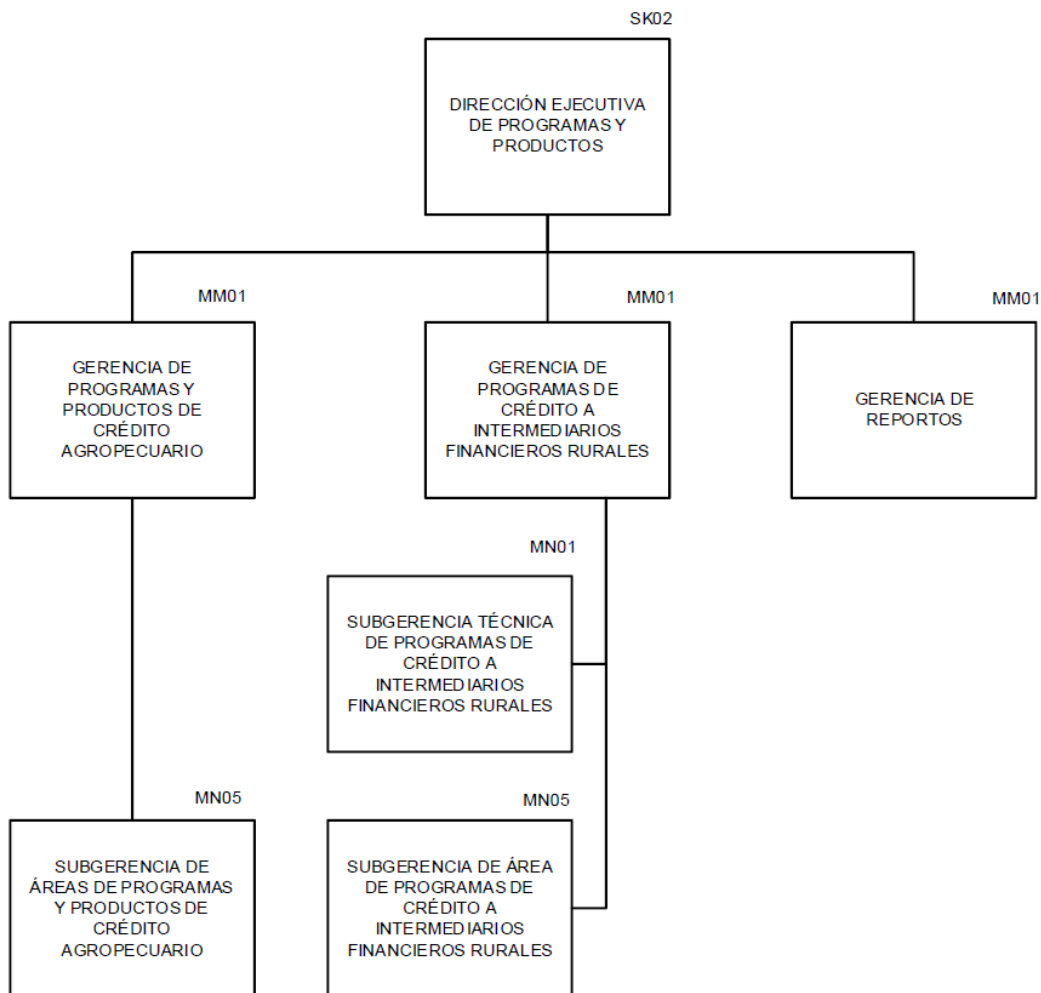 SK02
DIRECCIÓN EJECUTIVA
DE PROGRAMAS Y
PRODUCTOS
MM01
GERENCIA DE
PROGRAMAS Y
PRODUCTOS DE
CRÉDITO
AGROPECUARIO
MM01
GERENCIA DE
PROGRAMAS DE
CRÉDITO A
INTERMEDIARIOS
FINANCIEROS RURALES
MM01
GERENCIA DE
REPORTOS
MN01
SUBGERENCIA TÉCNICA
DE PROGRAMAS DE
CRÉDITO A
INTERMEDIARIOS
FINANCIEROS RURALES
MN05
SUBGERENCIA DE
ÁREAS DE PROGRAMAS
Y PRODUCTOS DE
CRÉDITO
AGROPECUARIO
MN05
SUBGERENCIA DE ÁREA
DE PROGRAMAS DE
CRÉDITO A
INTERMEDIARIOS
FINANCIEROS RURALES